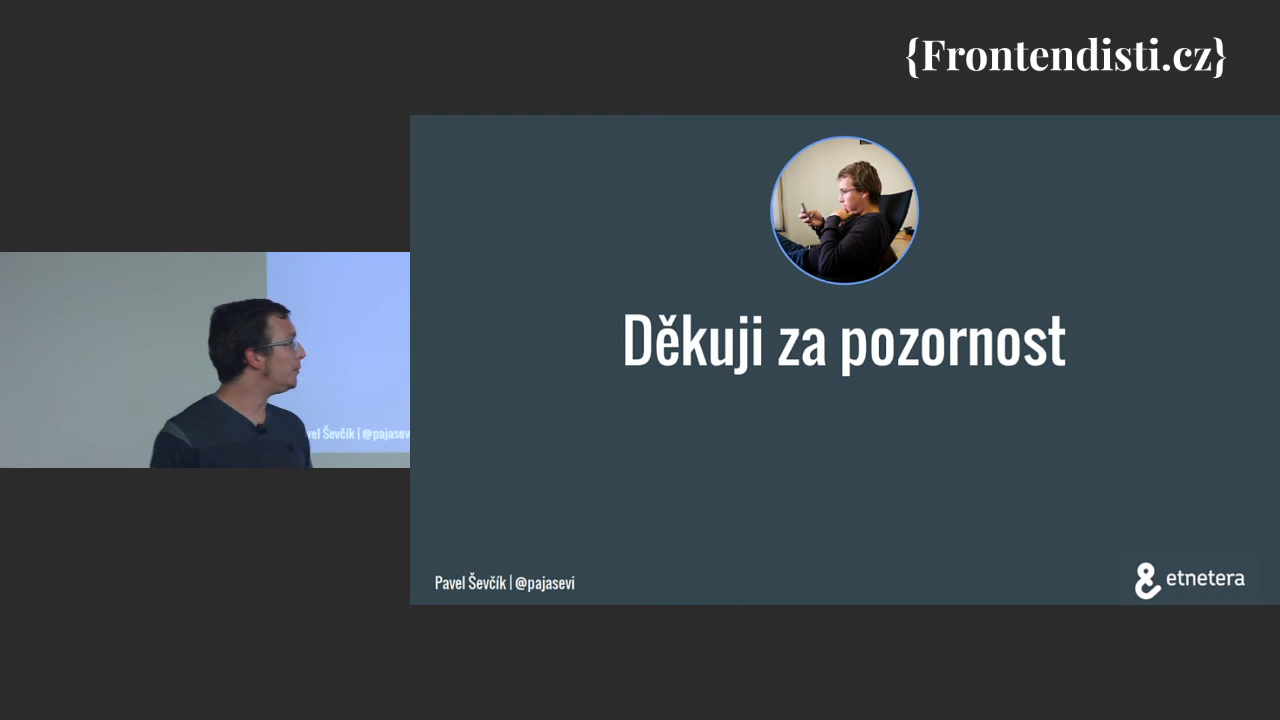 {Frontendisti.cz}
Děkuji za pozornost
vel Ševčík | @pajasev
Pavel Ševčík | @pajasevi
etnetera